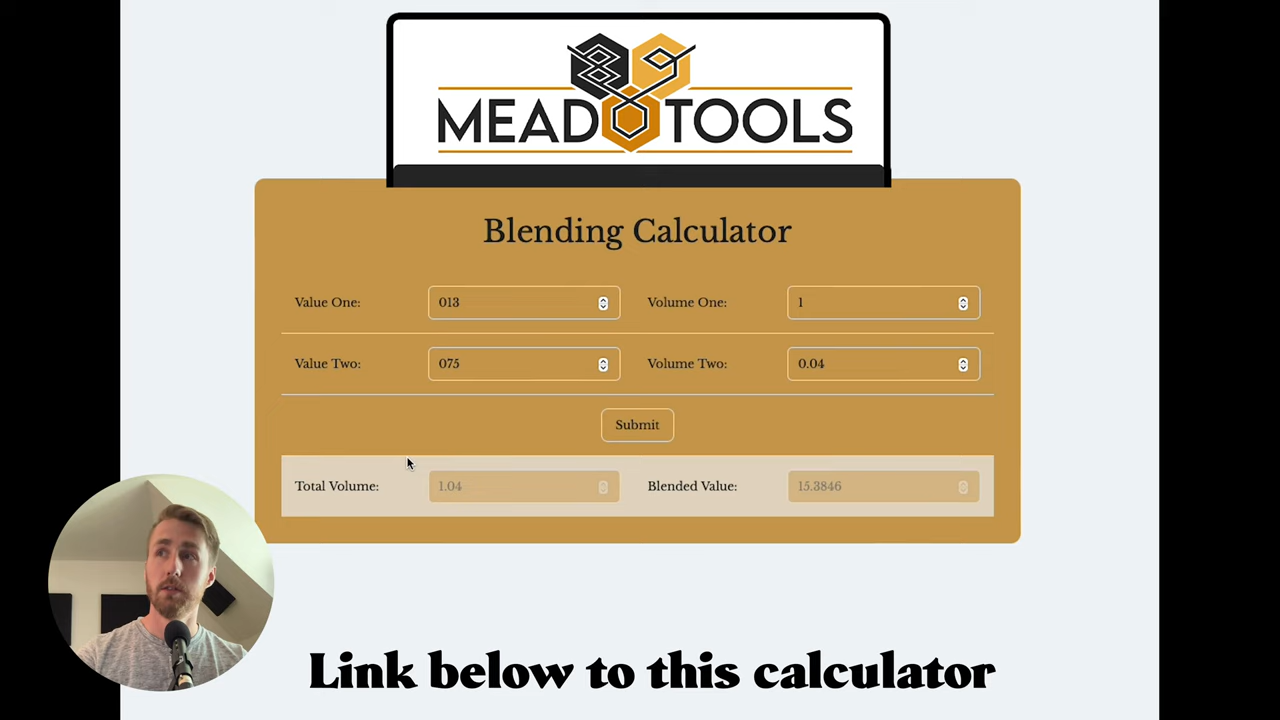 MEAD TOOLS
Blending Calculator
Value One: 013 Volume One: 1
Value Two: 075 Volume Two: 0.04
Submit
Total Volume: 1.04 Blended Value: 15.3846
Link below to this calculator